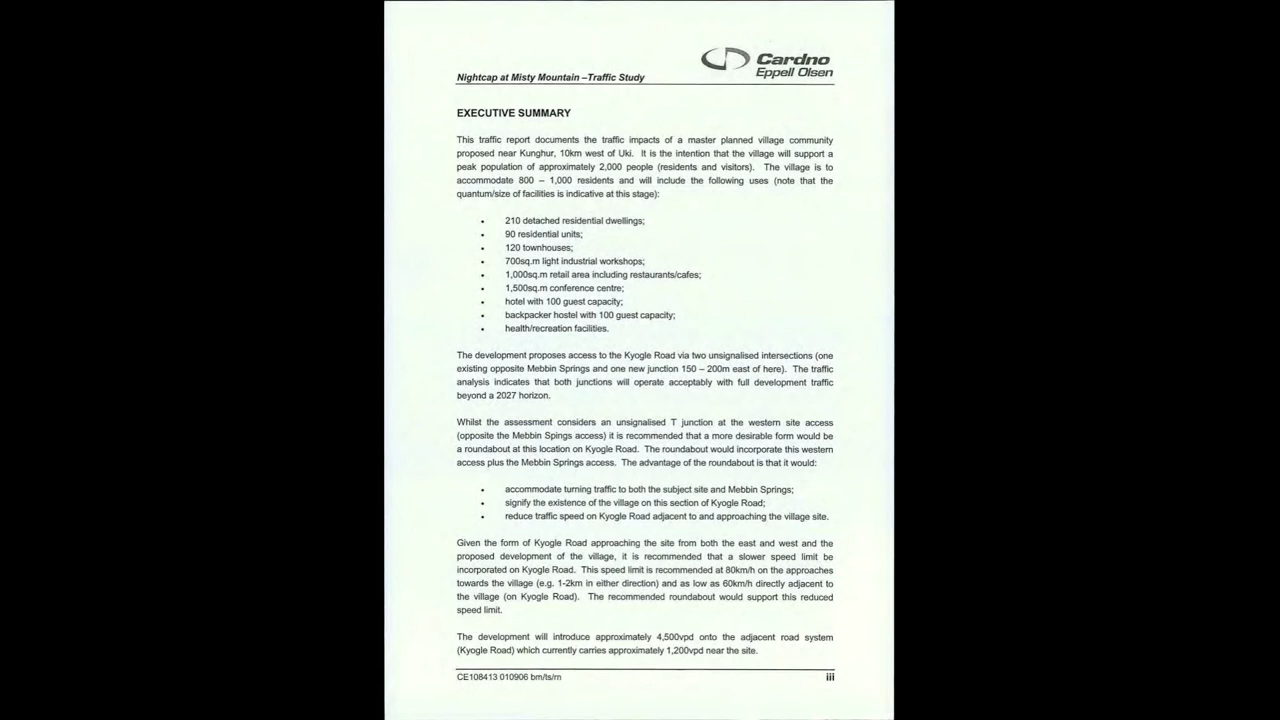 Cardno
Eppell Olsen
Nightcap at Misty Mountain –Traffic Study
EXECUTIVE SUMMARY
This traffic report documents the traffic impacts of a master planned village community
proposed near Kunghur, 10km west of Uki. It is the intention that the village will support a
peak population of approximately 2,000 people (residents and visitors). The village is to
accommodate 800 – 1,000 residents and will include the following uses (note that the
quantum/size of facilities is indicative at this stage):
• 210 detached residential dwellings;
• 90 residential units;
• 120 townhouses;
• 700sq.m light industrial workshops;
• 1,000sq.m retail area including restaurants/cafes;
• 1,500sq.m conference centre;
• hotel with 100 guest capacity;
• backpacker hostel with 100 guest capacity;
• health/recreation facilities.
The development proposes access to the Kyogle Road via two unsignalised intersections (one
existing opposite Mebbin Springs and one new junction 150 – 200m east of here). The traffic
analysis indicates that both junctions will operate acceptably with full development traffic
beyond a 2027 horizon.
Whilst the assessment considers an unsignalised T junction at the western site access
(opposite the Mebbin Spings access) it is recommended that a more desirable form would be
a roundabout at this location on Kyogle Road. The roundabout would incorporate this western
access plus the Mebbin Springs access. The advantage of the roundabout is that it would:
• accommodate turning traffic to both the subject site and Mebbin Springs;
• signify the existence of the village on this section of Kyogle Road;
• reduce traffic speed on Kyogle Road adjacent to and approaching the village site.
Given the form of Kyogle Road approaching the site from both the east and west and the
proposed development of the village, it is recommended that a slower speed limit be
incorporated on Kyogle Road. This speed limit is recommended at 80km/h on the approaches
towards the village (e.g. 1-2km in either direction) and as low as 60km/h directly adjacent to
the village (on Kyogle Road). The recommended roundabout would support this reduced
speed limit.
The development will introduce approximately 4,500vpd onto the adjacent road system
(Kyogle Road) which currently carries approximately 1,200vpd near the site.
CE108413 010906 bm/ts/rn iii